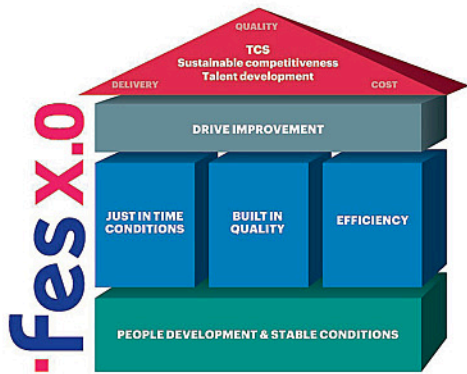 QUALITY
TCS
Sustainable competitiveness
Talent development
DELIVERY
COST
DRIVE IMPROVEMENT
JUST IN TIME
CONDITIONS
BUILT IN
QUALITY
EFFICIENCY
PEOPLE DEVELOPMENT & STABLE CONDITIONS
·fes x.0